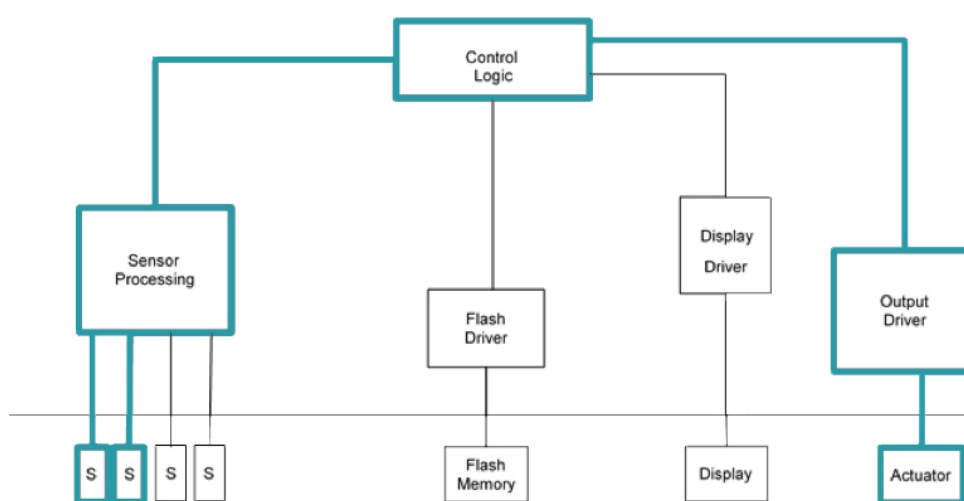 Control
Logic
Sensor
Processing
Display
Driver
Flash
Driver
Output
Driver
S
S
S
S
Flash
Memory
Display
Actuator